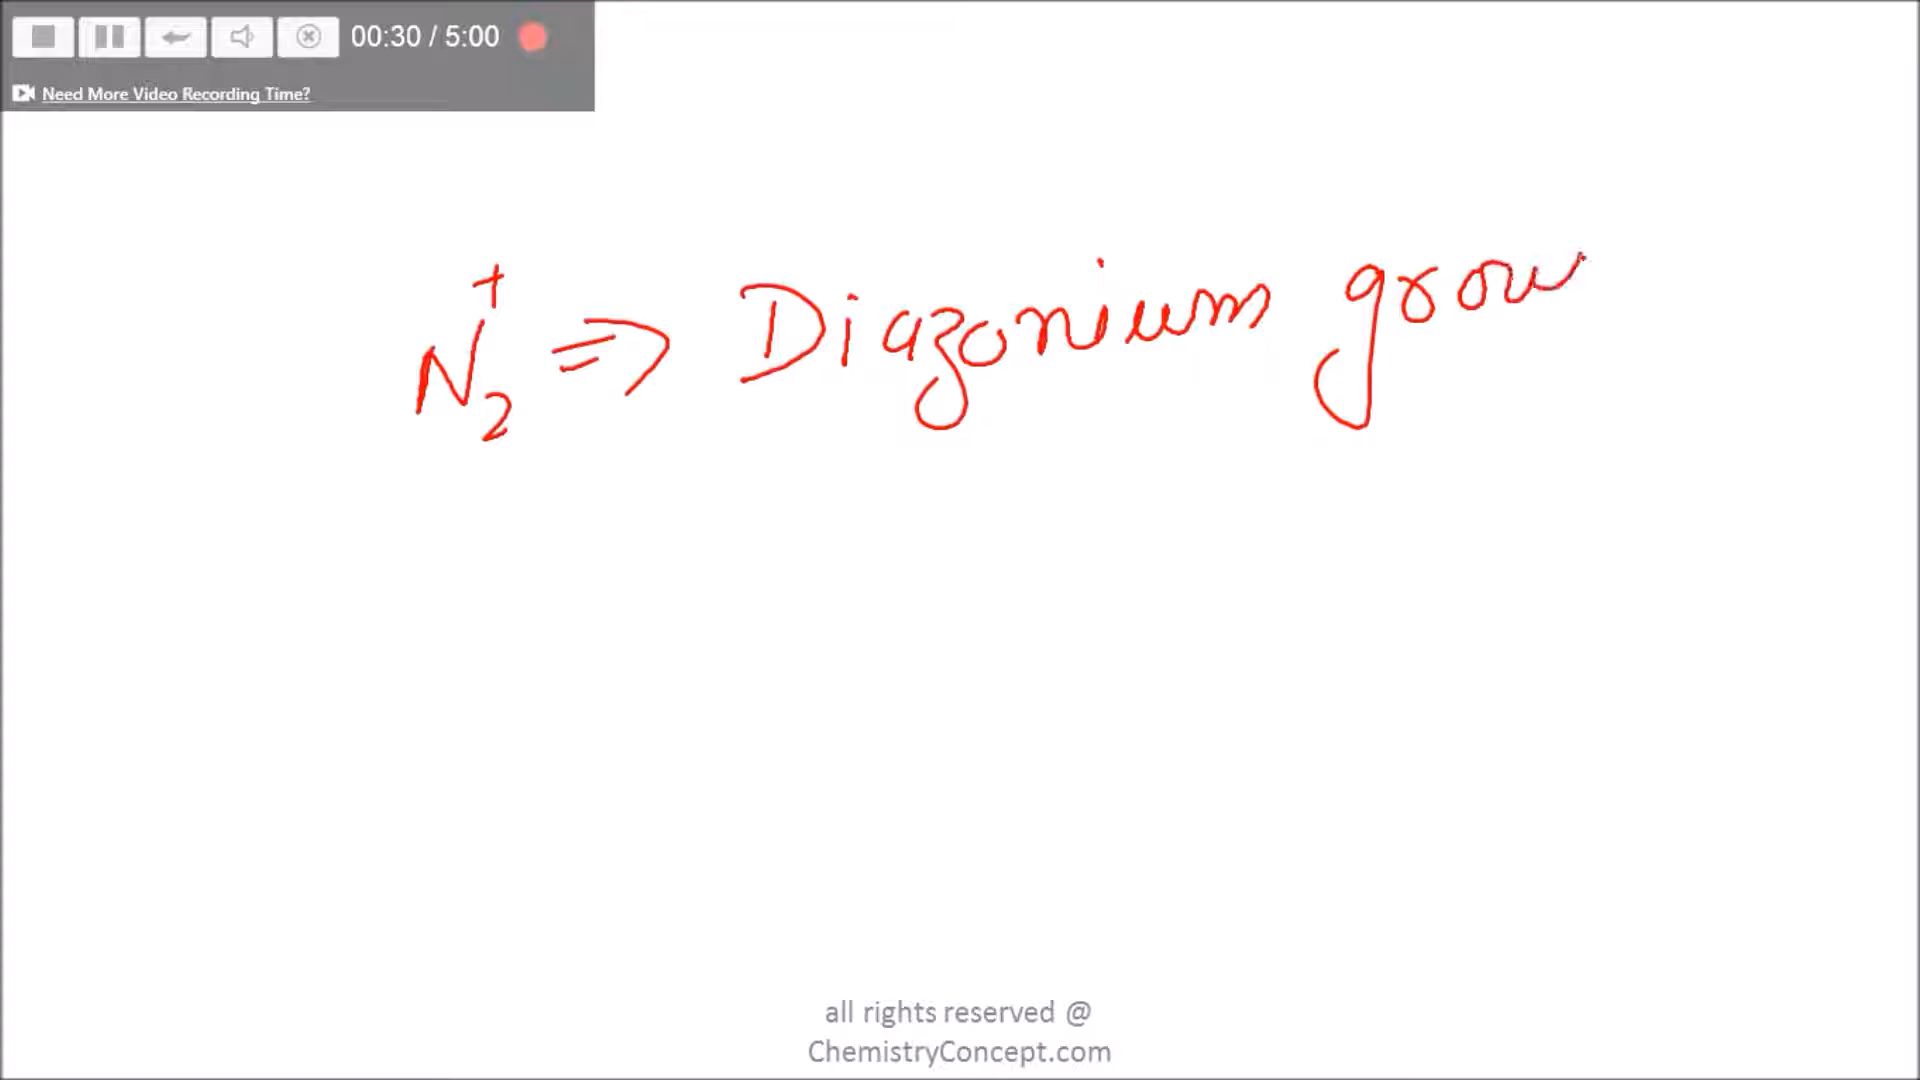 00:30 / 5:00
Need More Video Recording Time?
N₂⁺ ⇒ Diazonium grou
all rights reserved @
ChemistryConcept.com